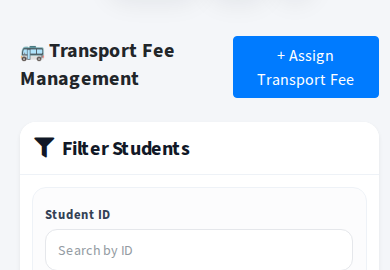 🚌 Transport Fee
Management
+ Assign
Transport Fee
Filter Students
Student ID
Search by ID